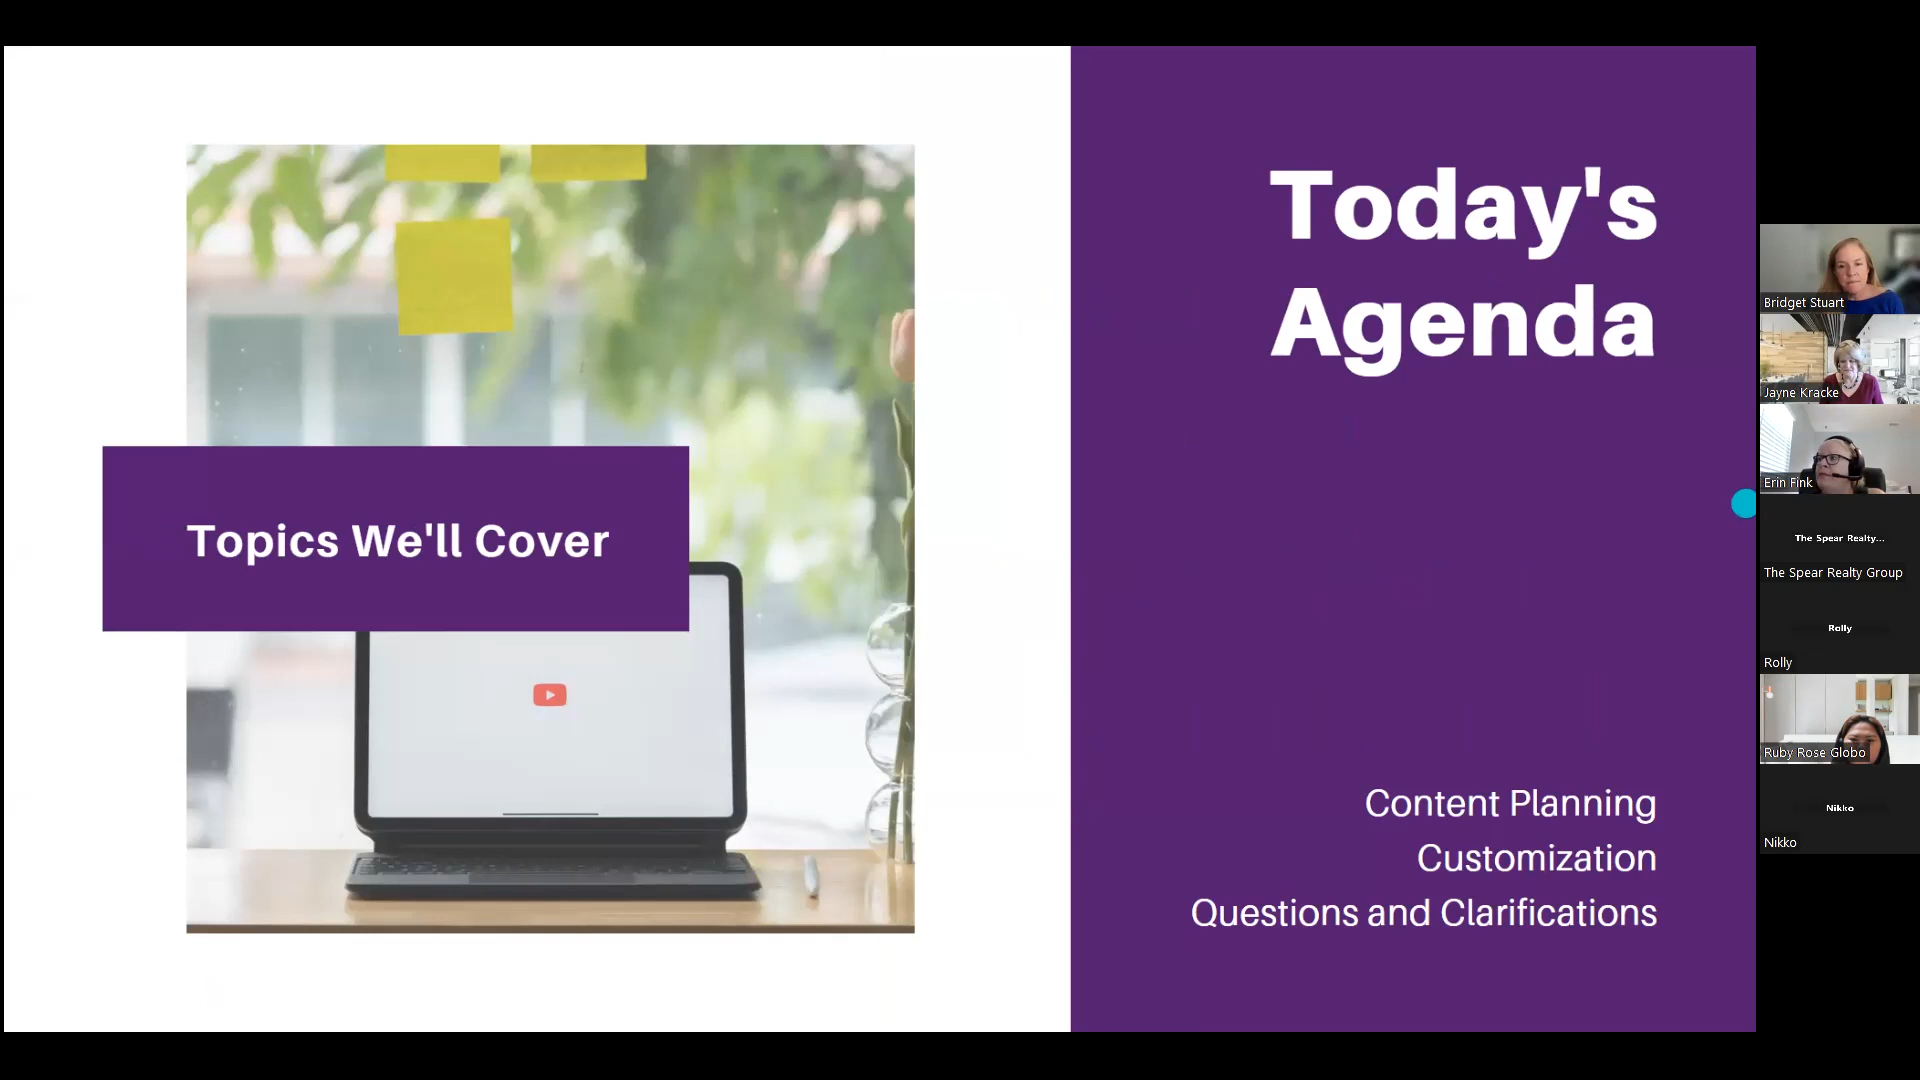 Today's
Agenda
Topics We'll Cover
Content Planning
Customization
Questions and Clarifications
Bridget Stuart
Jayne Kracke
Erin Fink
The Spear Realty...
The Spear Realty Group
Rolly
Rolly
Ruby Rose Globo
Nikko
Nikko